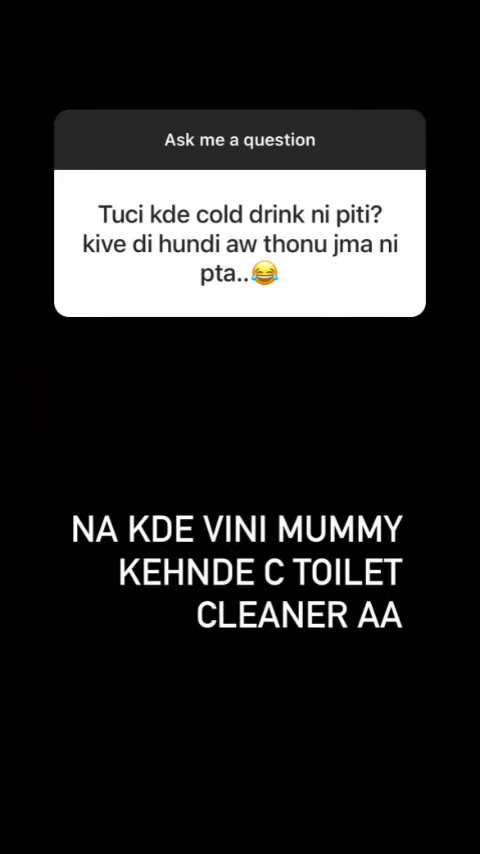 Ask me a question
Tuci kde cold drink ni piti?
kive di hundi aw thonu jma ni
pta..😂
NA KDE VINI MUMMY
KEHNDE C TOILET
CLEANER AA